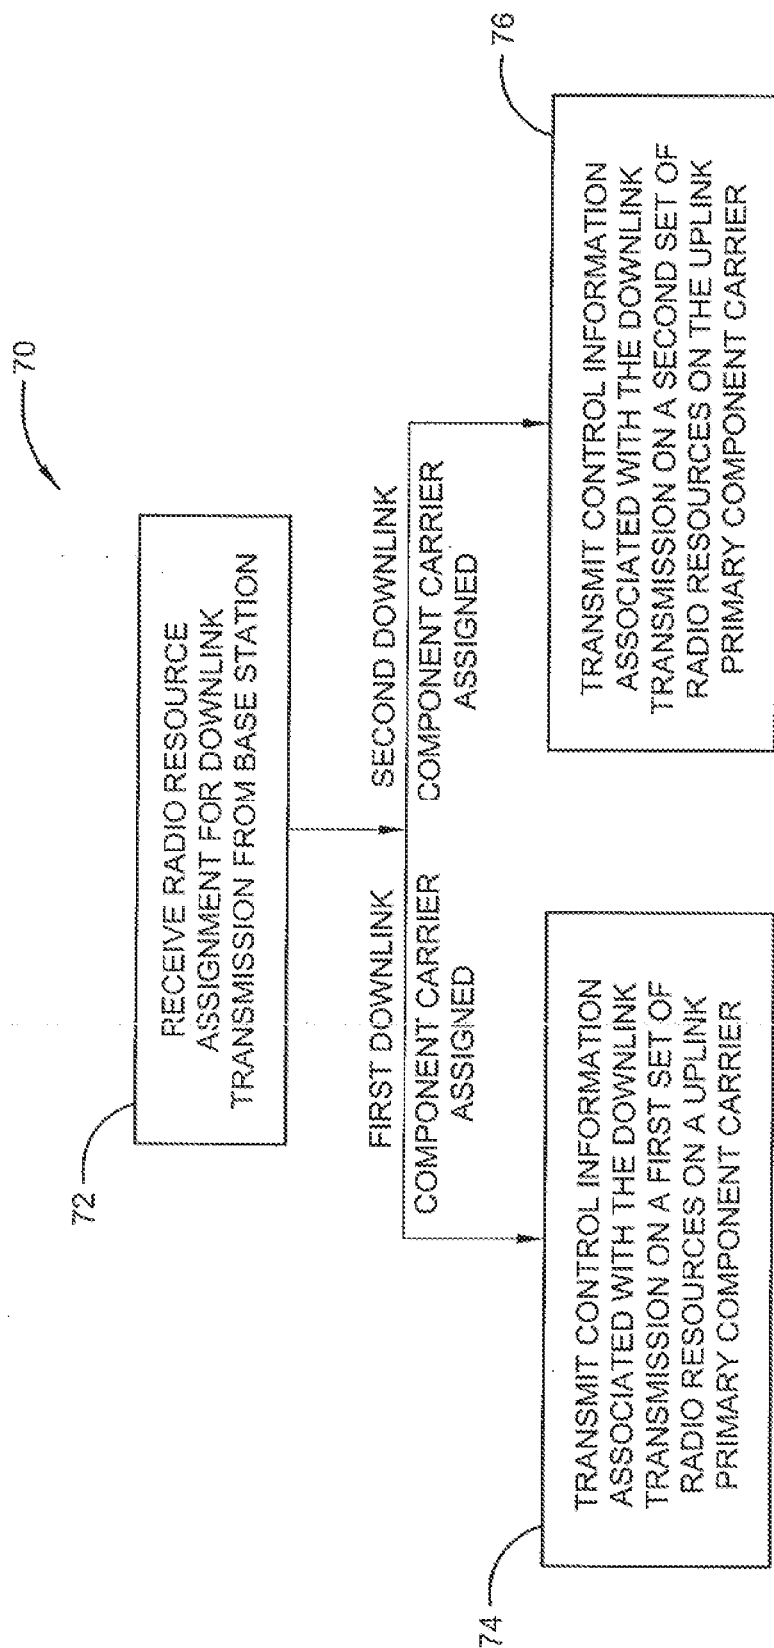 70
72
RECEIVE RADIO RESOURCE
ASSIGNMENT FOR DOWNLINK
TRANSMISSION FROM BASE STATION
FIRST DOWNLINK
COMPONENT CARRIER
ASSIGNED
SECOND DOWNLINK
COMPONENT CARRIER
ASSIGNED
74
TRANSMIT CONTROL INFORMATION
ASSOCIATED WITH THE DOWNLINK
TRANSMISSION ON A FIRST SET OF
RADIO RESOURCES ON A UPLINK
PRIMARY COMPONENT CARRIER
76
TRANSMIT CONTROL INFORMATION
ASSOCIATED WITH THE DOWNLINK
TRANSMISSION ON A SECOND SET OF
RADIO RESOURCES ON THE UPLINK
PRIMARY COMPONENT CARRIER